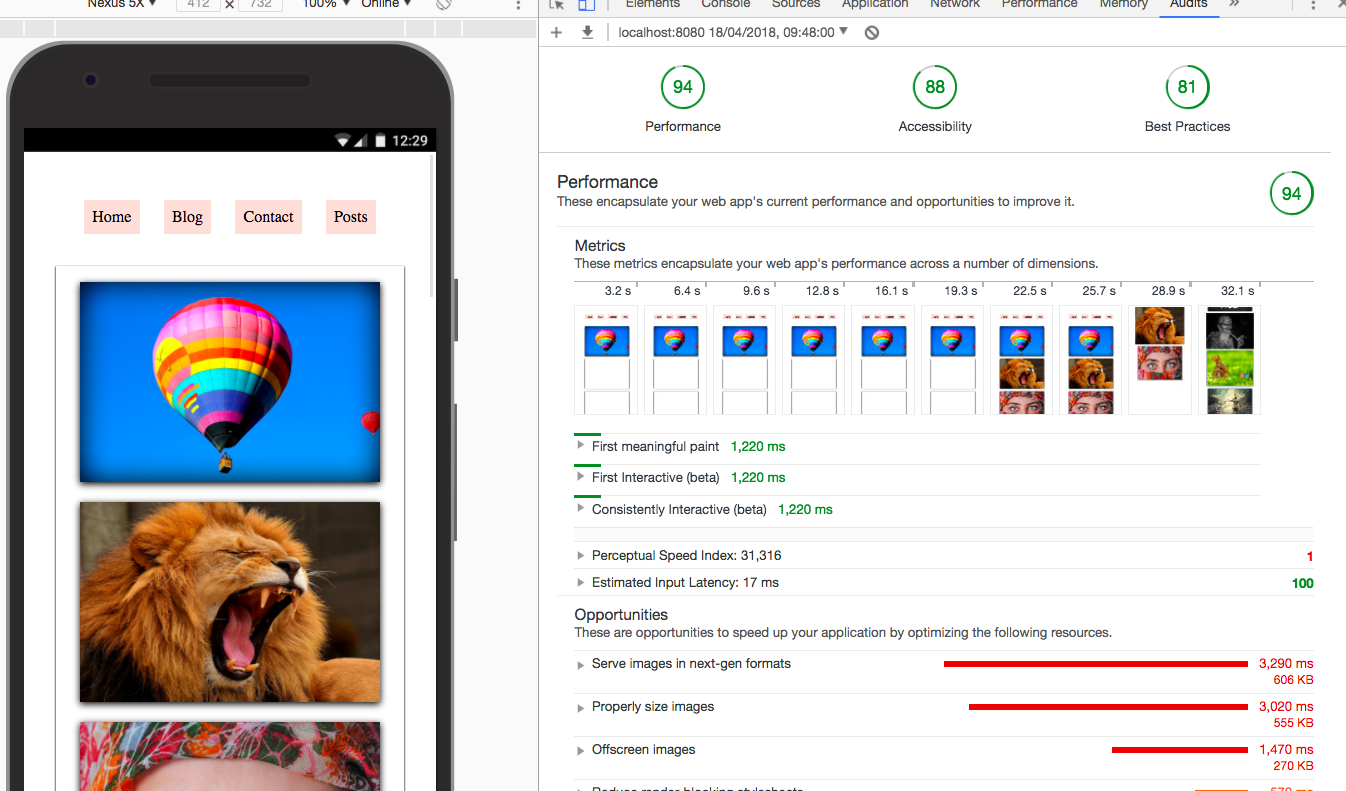 Nexus 5X ▼ 412 × 732 100% ▼ Online ▼
Elements Console Sources Application Network Performance Memory Audits »
localhost:8080 18/04/2018, 09:48:00 ▼
94 88 81
Performance Accessibility Best Practices
12:29
Home Blog Contact Posts
Performance
These encapsulate your web app's current performance and opportunities to improve it.
94
Metrics
These metrics encapsulate your web app's performance across a number of dimensions.
3.2 s 6.4 s 9.6 s 12.8 s 16.1 s 19.3 s 22.5 s 25.7 s 28.9 s 32.1 s
First meaningful paint 1,220 ms
First Interactive (beta) 1,220 ms
Consistently Interactive (beta) 1,220 ms
Perceptual Speed Index: 31,316 1
Estimated Input Latency: 17 ms 100
Opportunities
These are opportunities to speed up your application by optimizing the following resources.
Serve images in next-gen formats 3,290 ms
606 KB
Properly size images 3,020 ms
555 KB
Offscreen images 1,470 ms
270 KB
Reduce render blocking stylesheets 570 ms